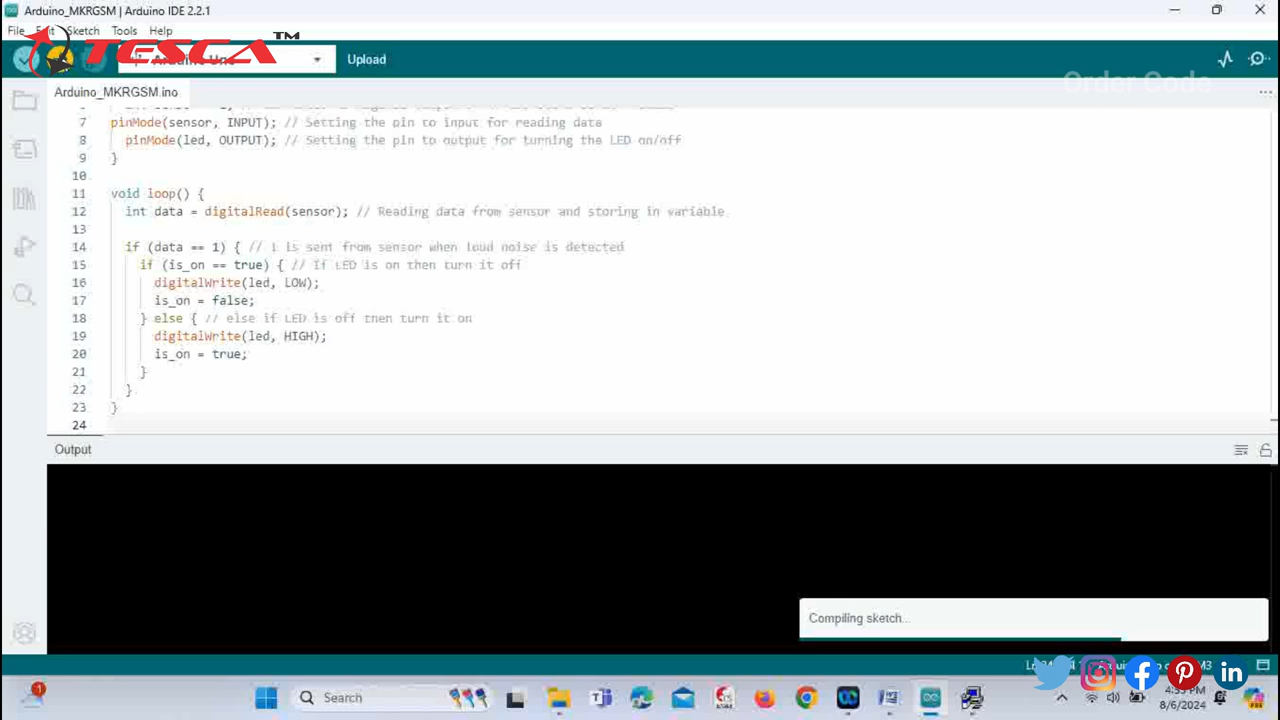 Arduino_MKRGSM | Arduino IDE 2.2.1
File Edit Sketch Tools Help
TESCA TM
Upload
Order Code
Arduino_MKRGSM.ino
7 pinMode(sensor, INPUT); // Setting the pin to input for reading data
8 pinMode(led, OUTPUT); // Setting the pin to output for turning the LED on/off
9 }
10
11 void loop() {
12 int data = digitalRead(sensor); // Reading data from sensor and storing in variable
13
14 if (data == 1) { // 1 is sent from sensor when loud noise is detected
15 if (is_on == true) { // if LED is on then turn it off
16 digitalWrite(led, LOW);
17 is_on = false;
18 } else { // else if LED is off then turn it on
19 digitalWrite(led, HIGH);
20 is_on = true;
21 }
22 }
23 }
24
Output
Compiling sketch...
1
Search
8/6/2024